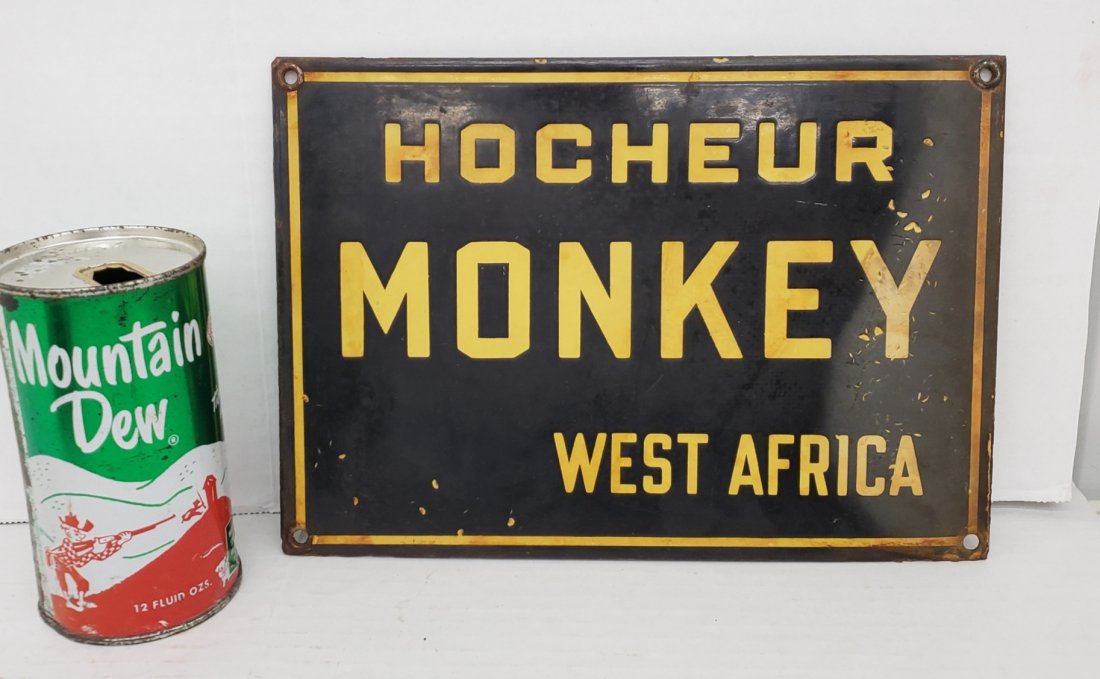 HOCHEUR
MONKEY
WEST AFRICA
Mountain
Dew®
12 FLUID OZS.